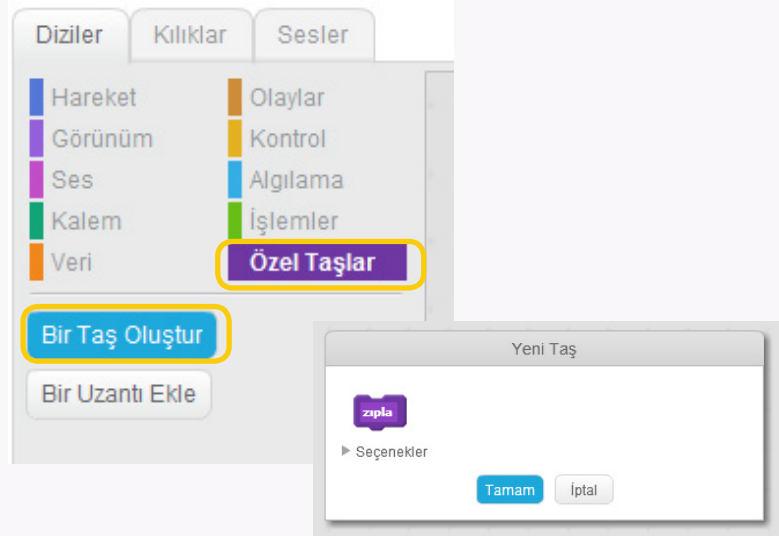 Diziler Kılıklar Sesler
Hareket Olaylar
Görünüm Kontrol
Ses Algılama
Kalem İşlemler
Veri Özel Taşlar
Bir Taş Oluştur
Bir Uzantı Ekle
Yeni Taş
zıpla
Seçenekler
Tamam İptal